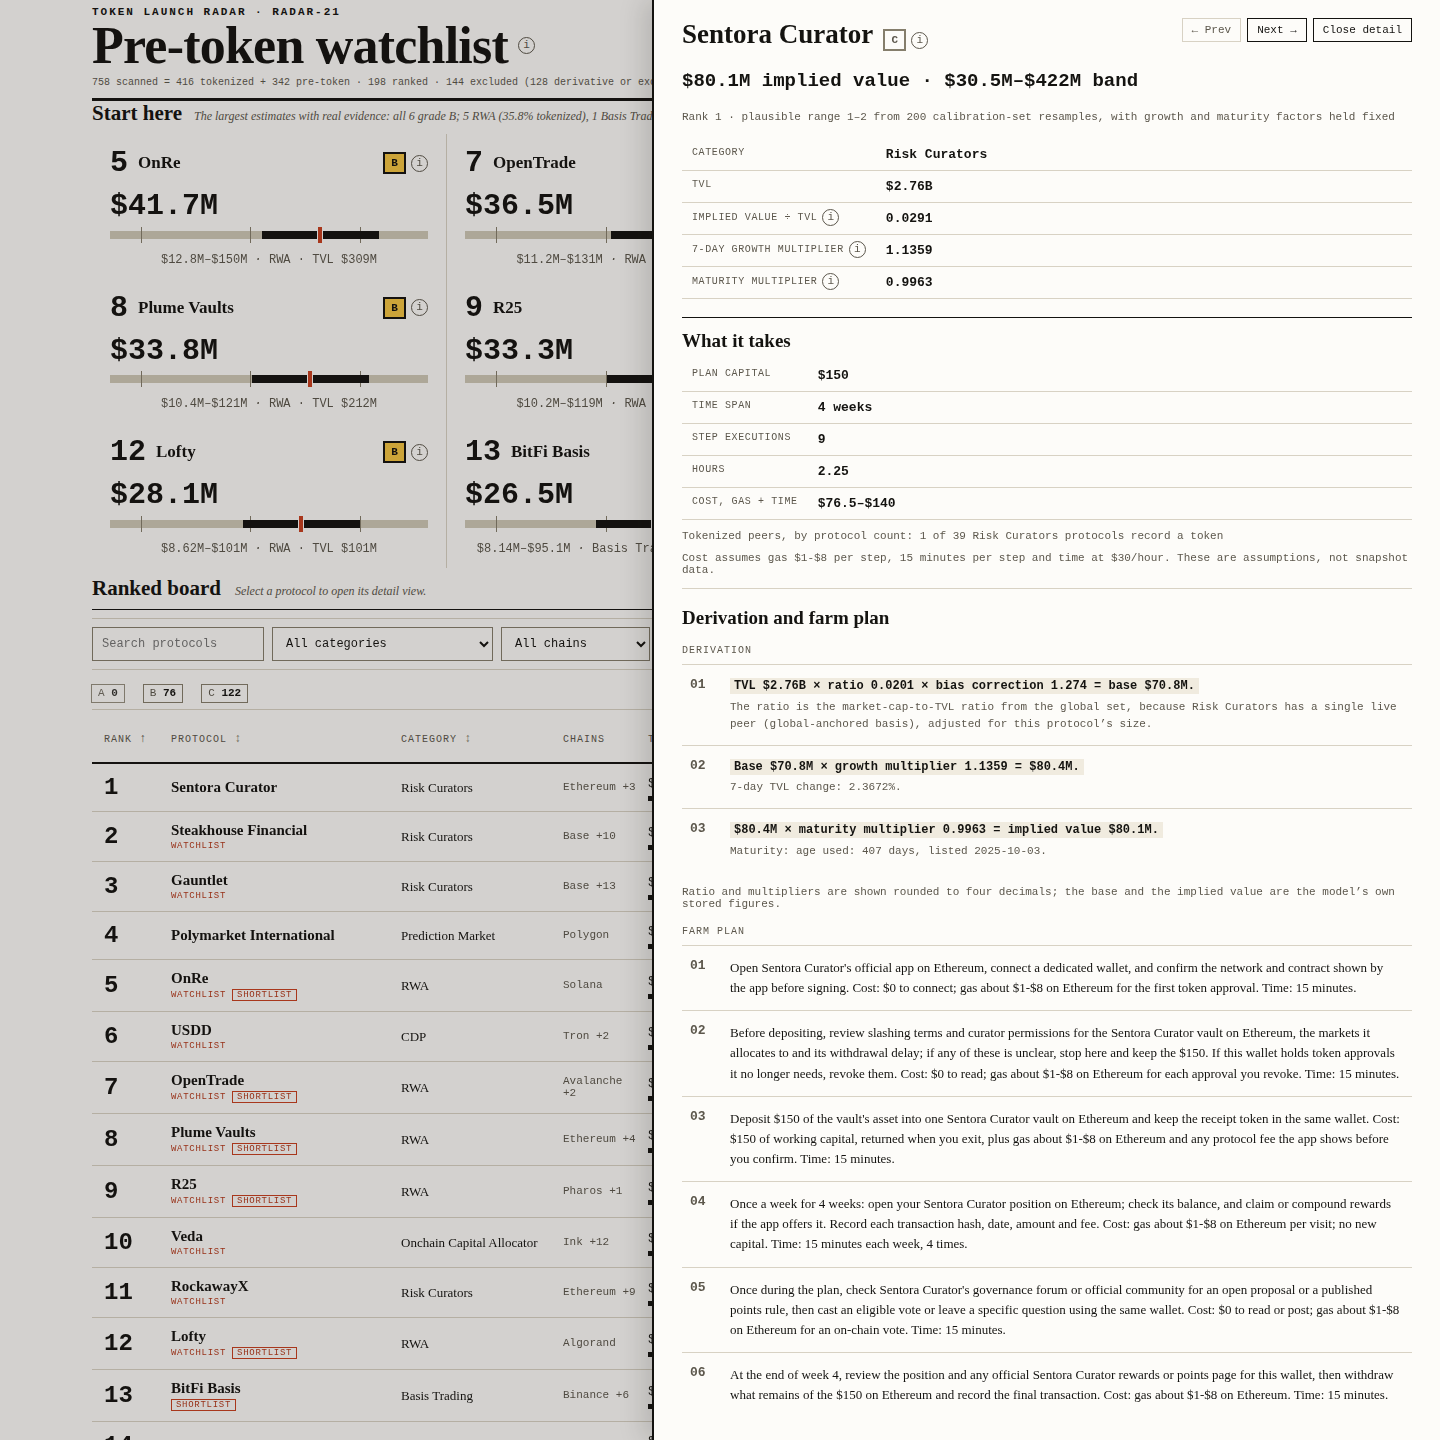 TOKEN LAUNCH RADAR · RADAR-21
Pre-token watchlist i
758 scanned = 416 tokenized + 342 pre-token · 198 ranked · 144 excluded (128 derivative or
Start here The largest estimates with real evidence: all 6 grade B; 5 RWA (35.8% tokenized), 1 Basis
5 OnRe B i
$41.7M
$12.8M–$150M · RWA · TVL $309M
7 OpenTrade
$36.5M
$11.2M–$131M · RWA
8 Plume Vaults B i
$33.8M
$10.4M–$121M · RWA · TVL $212M
9 R25
$33.3M
$10.2M–$119M · RWA
12 Lofty B i
$28.1M
$8.62M–$101M · RWA · TVL $101M
13 BitFi Basis
$26.5M
$8.14M–$95.1M · Basis
Ranked board Select a protocol to open its detail view.
Search protocols All categories All chains
A 0 B 76 C 122
RANK ↑ PROTOCOL ↕ CATEGORY ↕ CHAINS
1 Sentora Curator Risk Curators Ethereum +3
2 Steakhouse Financial Risk Curators Base +10
WATCHLIST
3 Gauntlet Risk Curators Base +13
WATCHLIST
4 Polymarket International Prediction Market Polygon
5 OnRe RWA Solana
WATCHLIST SHORTLIST
6 USDD CDP Tron +2
WATCHLIST
7 OpenTrade RWA Avalanche +2
WATCHLIST SHORTLIST
8 Plume Vaults RWA Ethereum +4
WATCHLIST SHORTLIST
9 R25 RWA Pharos +1
WATCHLIST SHORTLIST
10 Veda Onchain Capital Allocator Ink +12
WATCHLIST
11 RockawayX Risk Curators Ethereum +9
WATCHLIST
12 Lofty RWA Algorand
WATCHLIST SHORTLIST
13 BitFi Basis Basis Trading Binance +6
SHORTLIST
Sentora Curator C i
← Prev Next → Close detail
$80.1M implied value · $30.5M–$422M band
Rank 1 · plausible range 1–2 from 200 calibration-set resamples, with growth and maturity factors held fixed
CATEGORY Risk Curators
TVL $2.76B
IMPLIED VALUE ÷ TVL i 0.0291
7-DAY GROWTH MULTIPLIER i 1.1359
MATURITY MULTIPLIER i 0.9963
What it takes
PLAN CAPITAL $150
TIME SPAN 4 weeks
STEP EXECUTIONS 9
HOURS 2.25
COST, GAS + TIME $76.5–$140
Tokenized peers, by protocol count: 1 of 39 Risk Curators protocols record a token
Cost assumes gas $1-$8 per step, 15 minutes per step and time at $30/hour. These are assumptions, not snapshot
data.
Derivation and farm plan
DERIVATION
01 TVL $2.76B × ratio 0.0201 × bias correction 1.274 = base $70.8M.
The ratio is the market-cap-to-TVL ratio from the global set, because Risk Curators has a single live
peer (global-anchored basis), adjusted for this protocol’s size.
02 Base $70.8M × growth multiplier 1.1359 = $80.4M.
7-day TVL change: 2.3672%.
03 $80.4M × maturity multiplier 0.9963 = implied value $80.1M.
Maturity: age used: 407 days, listed 2025-10-03.
Ratio and multipliers are shown rounded to four decimals; the base and the implied value are the model’s own
stored figures.
FARM PLAN
01 Open Sentora Curator's official app on Ethereum, connect a dedicated wallet, and confirm the network and contract shown by
the app before signing. Cost: $0 to connect; gas about $1-$8 on Ethereum for the first token approval. Time: 15 minutes.
02 Before depositing, review slashing terms and curator permissions for the Sentora Curator vault on Ethereum, the markets it
allocates to and its withdrawal delay; if any of these is unclear, stop here and keep the $150. If this wallet holds token approvals
it no longer needs, revoke them. Cost: $0 to read; gas about $1-$8 on Ethereum for each approval you revoke. Time: 15 minutes.
03 Deposit $150 of the vault's asset into one Sentora Curator vault on Ethereum and keep the receipt token in the same wallet. Cost:
$150 of working capital, returned when you exit, plus gas about $1-$8 on Ethereum and any protocol fee the app shows before
you confirm. Time: 15 minutes.
04 Once a week for 4 weeks: open your Sentora Curator position on Ethereum; check its balance, and claim or compound rewards
if the app offers it. Record each transaction hash, date, amount and fee. Cost: gas about $1-$8 on Ethereum per visit; no new
capital. Time: 15 minutes each week, 4 times.
05 Once during the plan, check Sentora Curator's governance forum or official community for an open proposal or a published
points rule, then cast an eligible vote or leave a specific question using the same wallet. Cost: $0 to read or post; gas about $1-$8
on Ethereum for an on-chain vote. Time: 15 minutes.
06 At the end of week 4, review the position and any official Sentora Curator rewards or points page for this wallet, then withdraw
what remains of the $150 on Ethereum and record the final transaction. Cost: gas about $1-$8 on Ethereum. Time: 15 minutes.